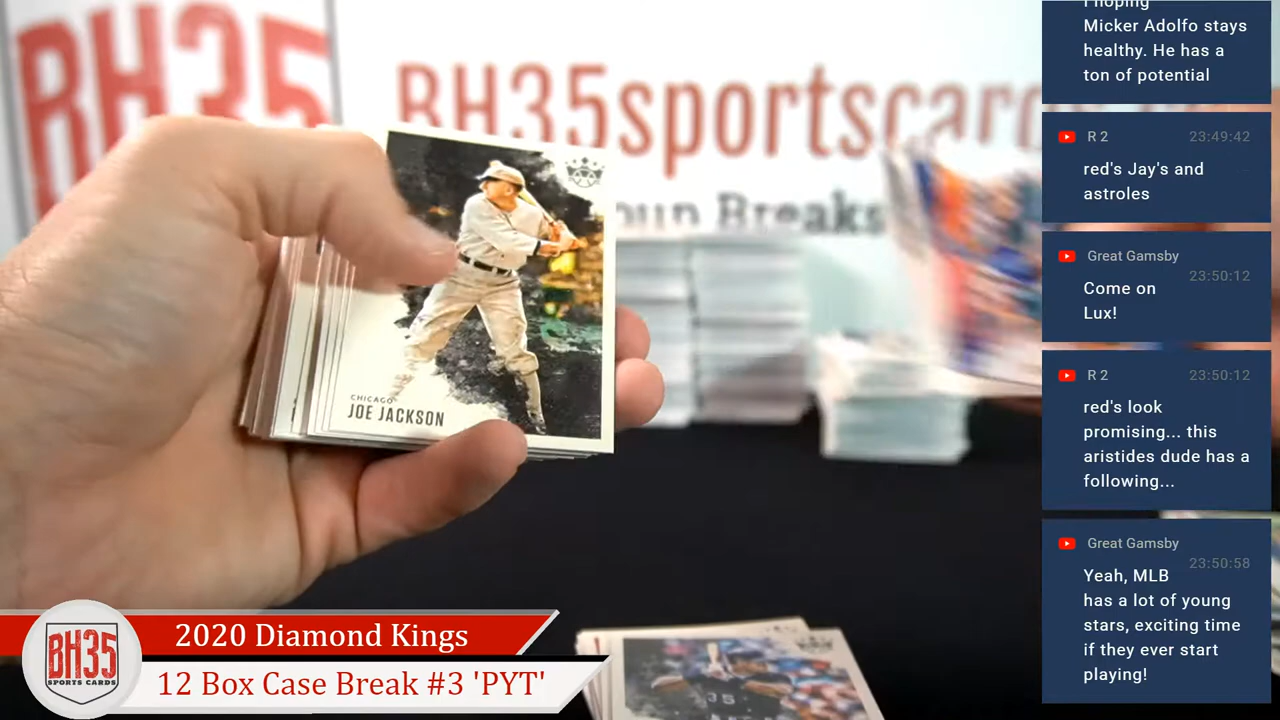 BH35
BH35sportscar
oup Breaks
CHICAGO
JOE JACKSON
35
BH35
SPORTS CARDS
2020 Diamond Kings
12 Box Case Break #3 'PYT'
Micker Adolfo stays
healthy. He has a
ton of potential
R 2 23:49:42
red's Jay's and
astroles
Great Gamsby
23:50:12
Come on
Lux!
R 2 23:50:12
red's look
promising... this
aristides dude has a
following...
Great Gamsby
23:50:58
Yeah, MLB
has a lot of young
stars, exciting time
if they ever start
playing!